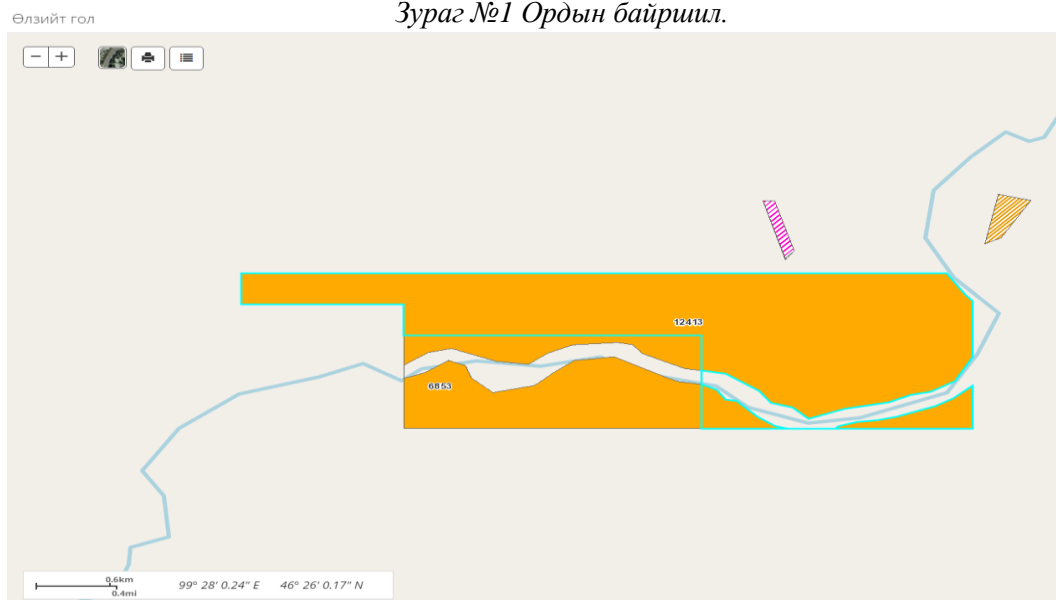 Зураг №1 Ордын байршил.
Өлзийт гол
12413
6853
0.6km
0.4mi
99° 28' 0.24" E 46° 26' 0.17" N